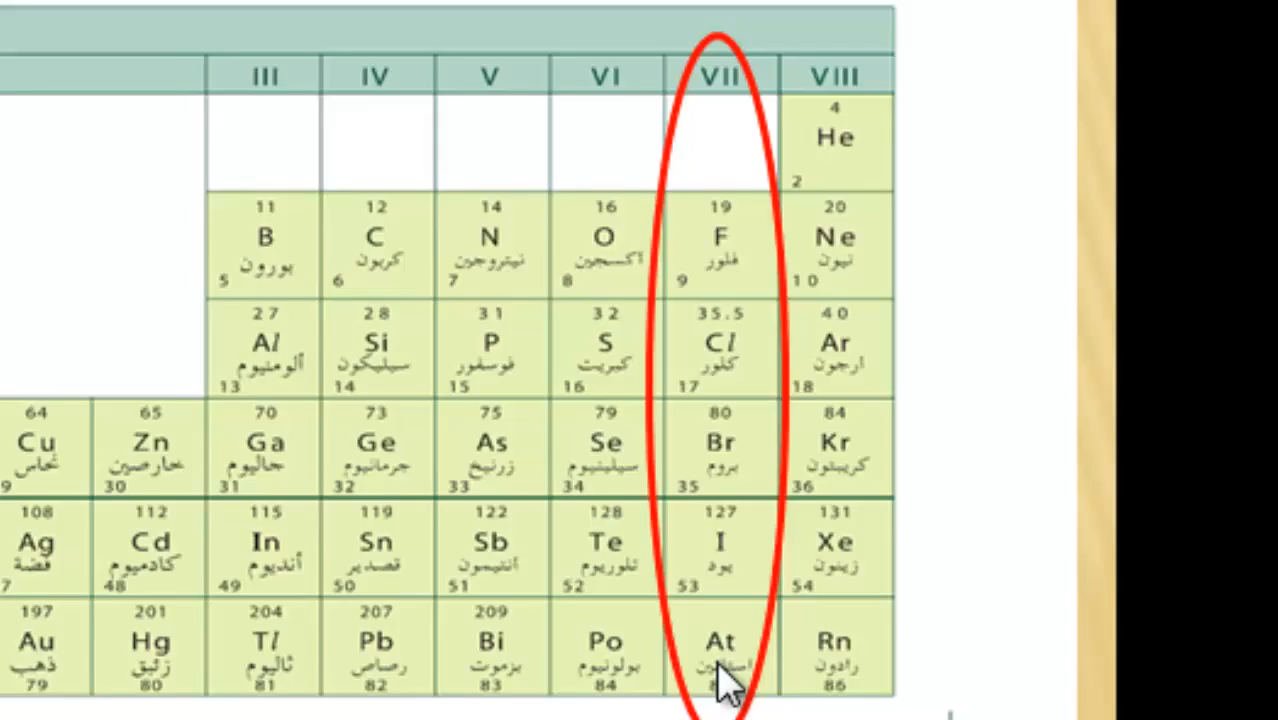 III IV V VI VII VIII
4
He
2
11 12 14 16 19 20
B C N O F Ne
بورون كربون نيتروجين اكسجين فلور نيون
5 6 7 8 9 10
27 28 31 32 35.5 40
Al Si P S Cl Ar
ألومنيوم سيليكون فوسفور كبريت كلور ارجون
13 14 15 16 17 18
64 65 70 73 75 79 80 84
Cu Zn Ga Ge As Se Br Kr
نحاس خارصين جاليوم جرمانيوم زرنيخ سيلينيوم بروم كريبتون
9 30 31 32 33 34 35 36
108 112 115 119 122 128 127 131
Ag Cd In Sn Sb Te I Xe
فضة كادميوم أنديوم قصدير انتيمون تلوريوم يود زينون
7 48 49 50 51 52 53 54
197 201 204 207 209
Au Hg Tl Pb Bi Po At Rn
ذهب زئبق ثاليوم رصاص بزموت بولونيوم رادون
79 80 81 82 83 84 86